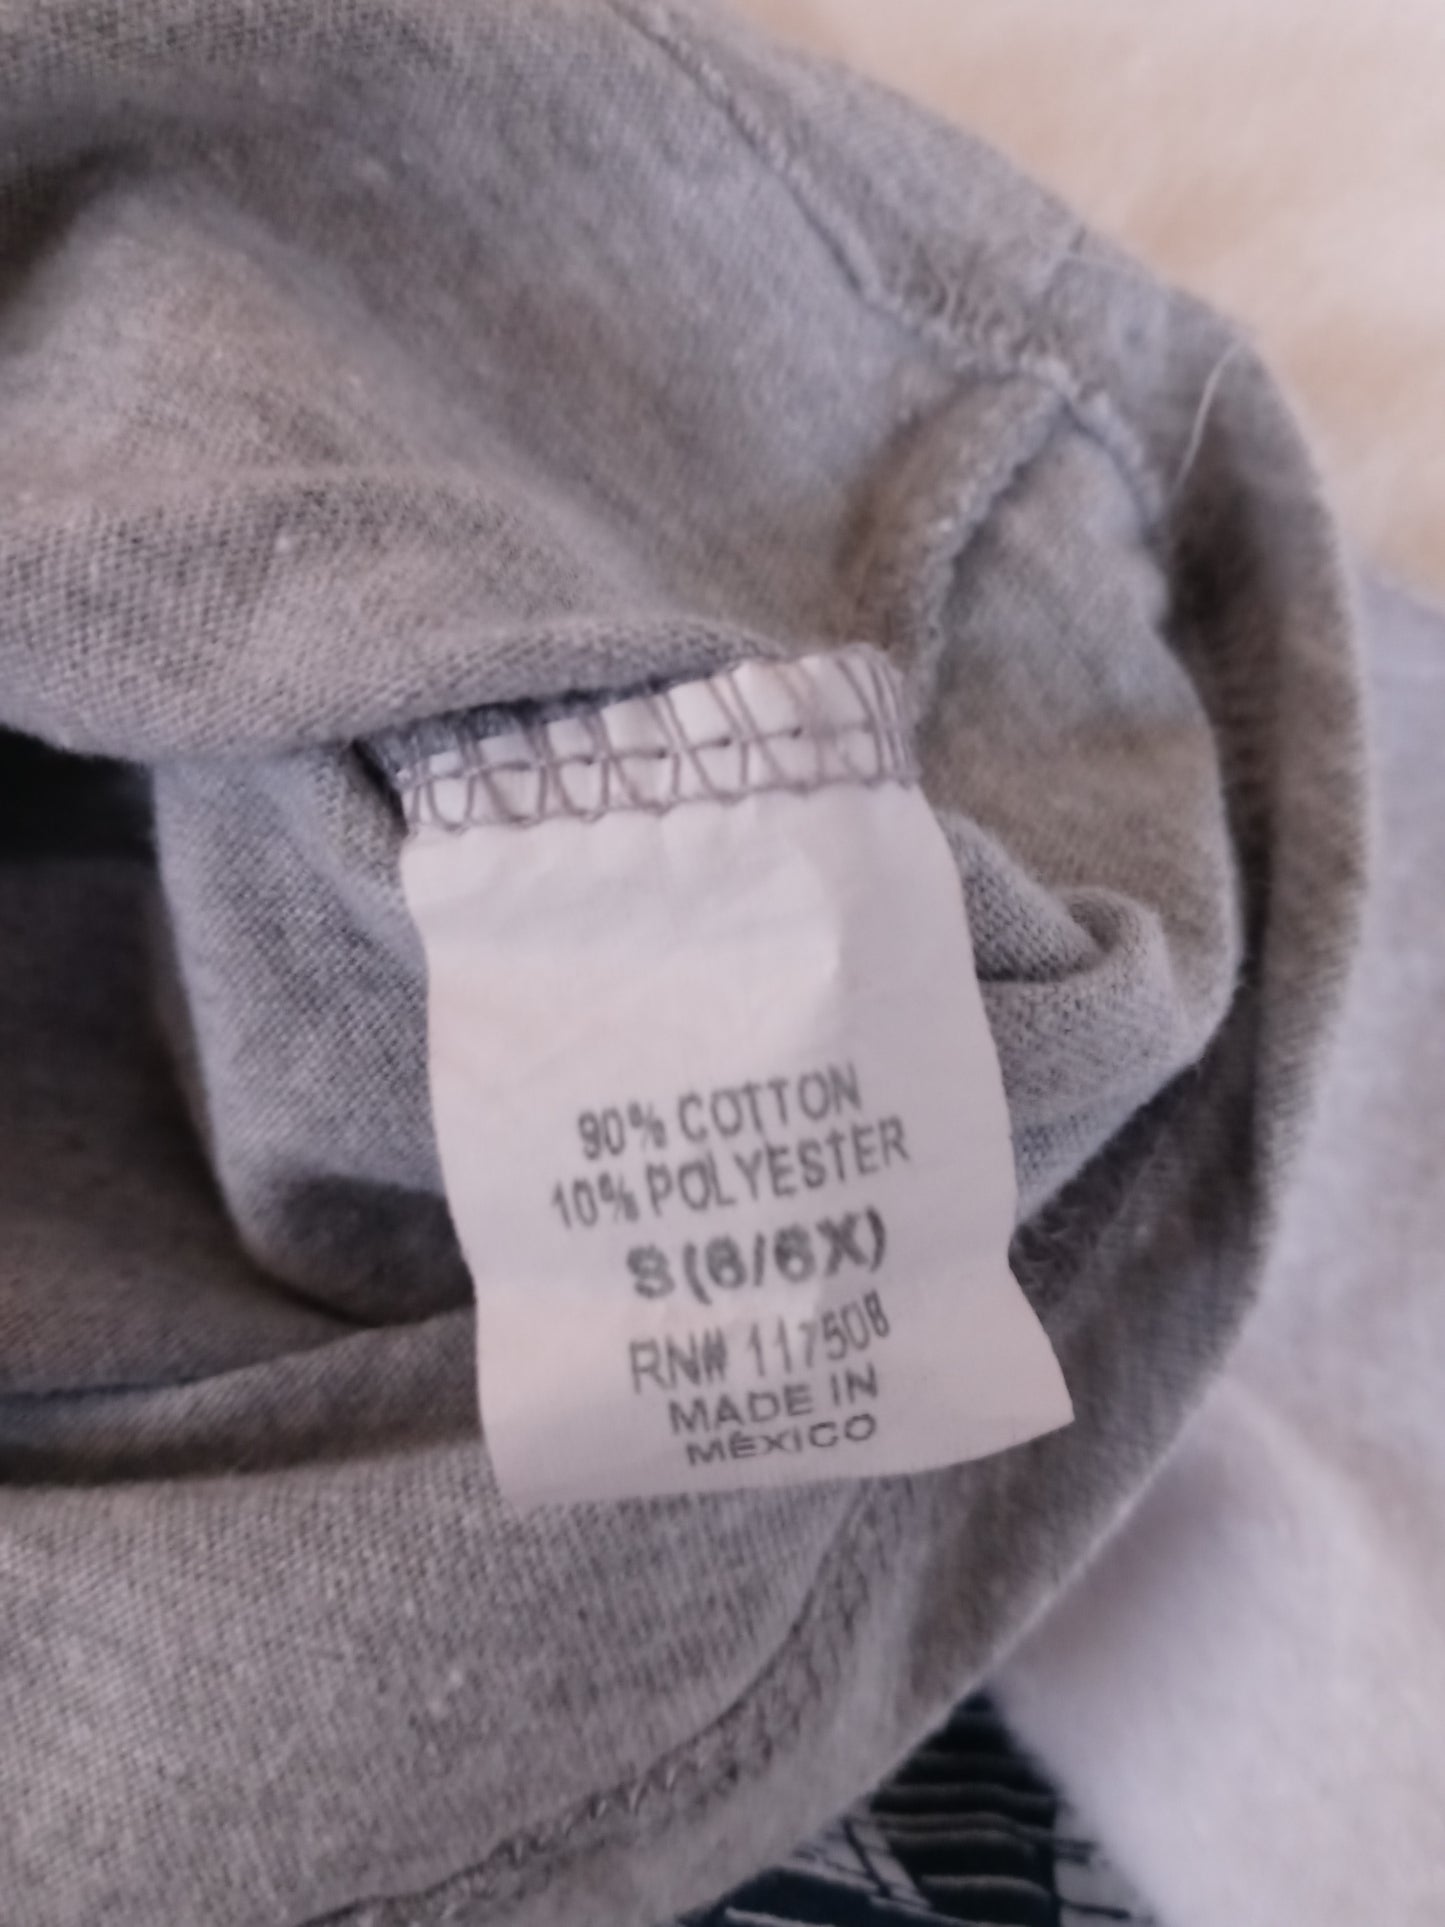 90% COTTON
10% POLYESTER
S(6/6X)
RN# 117508
MADE IN
MÉXICO